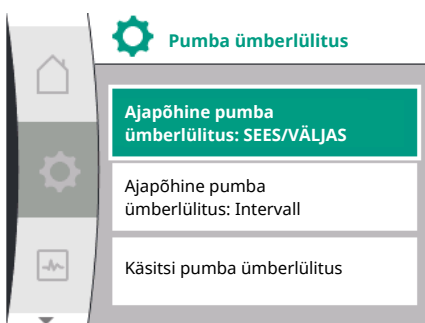 Pumba ümberlülitus
Ajapõhine pumba
ümberlülitus: SEES/VÄLJAS
Ajapõhine pumba
ümberlülitus: Intervall
Käsitsi pumba ümberlülitus